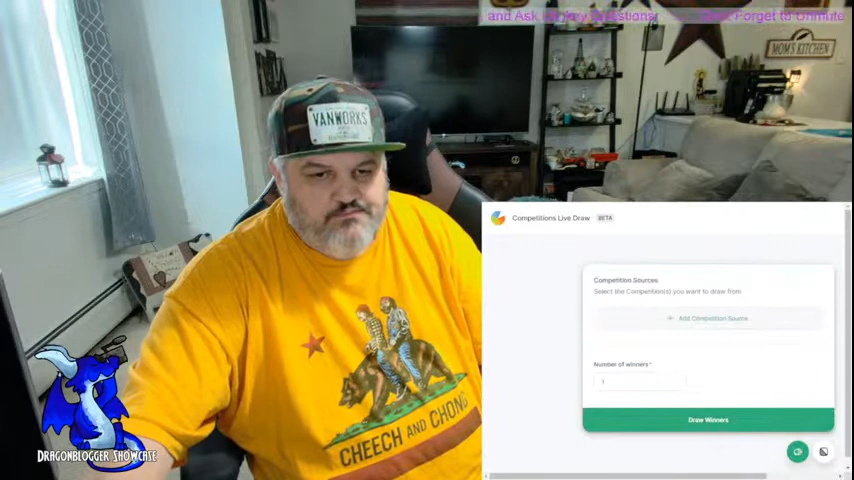 and Ask
Forget to Unmute
MOM'S KITCHEN
VANWORKS
Competitions Live Draw BETA
Competition Sources
Select the Competition(s) you want to draw from
+ Add Competition Source
Number of winners *
1
Draw Winners
CHEECH AND CHONG
DRAGONBLOGGER SHOWCASE